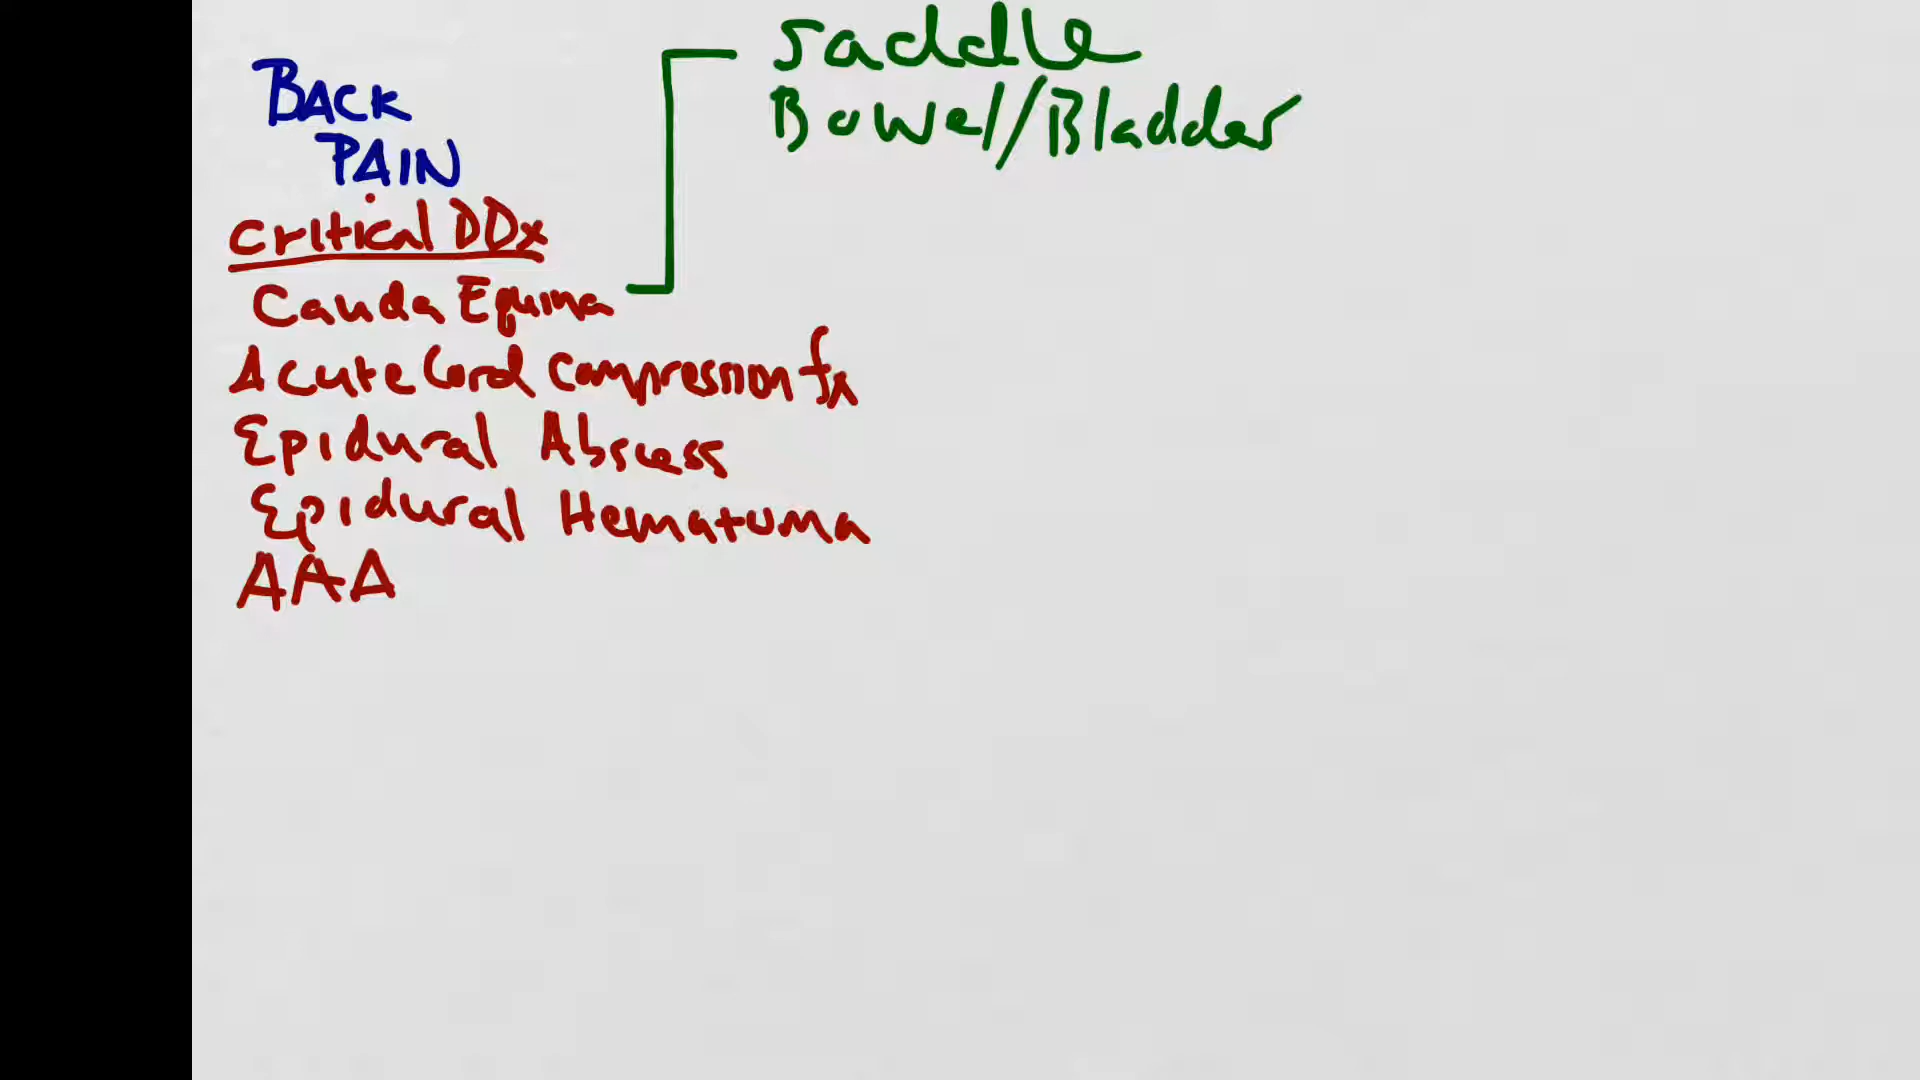 BACK
PAIN
Critical DDx
Cauda Equina
Acute Cord Compression fx
Epidural Abscess
Epidural Hematoma
AAA
Saddle
Bowel/Bladder